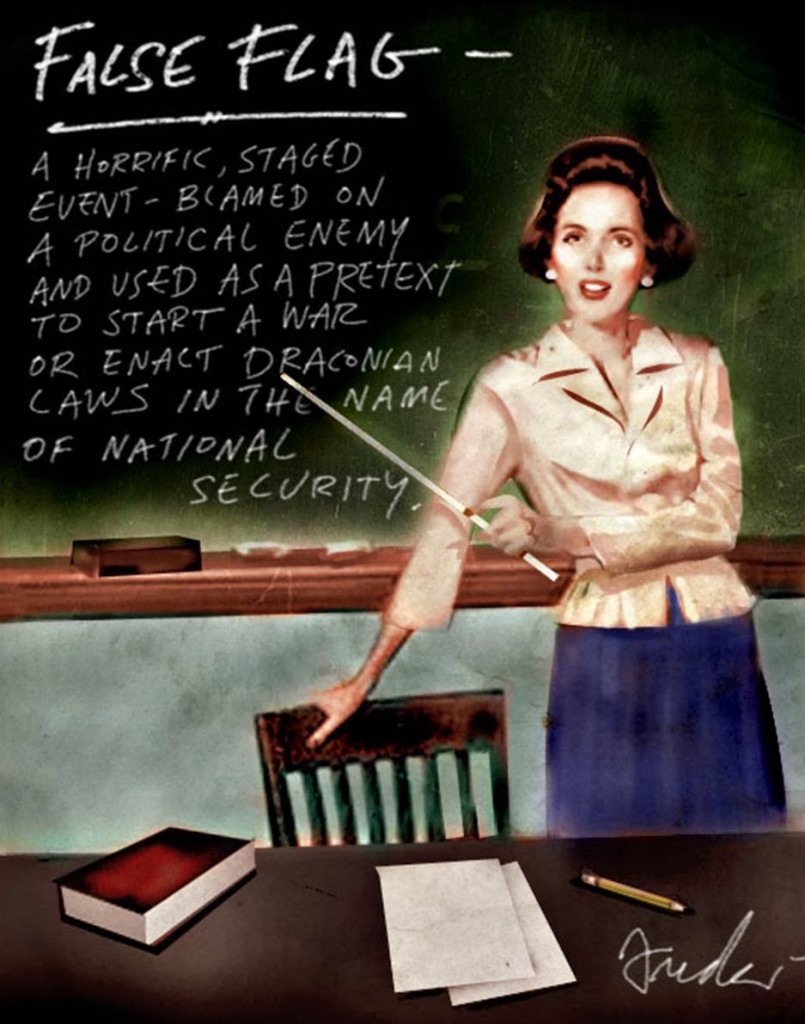 FALSE FLAG —
A HORRIFIC, STAGED
EVENT - BLAMED ON
A POLITICAL ENEMY
AND USED AS A PRETEXT
TO START A WAR
OR ENACT DRACONIAN
LAWS IN THE NAME
OF NATIONAL
SECURITY.